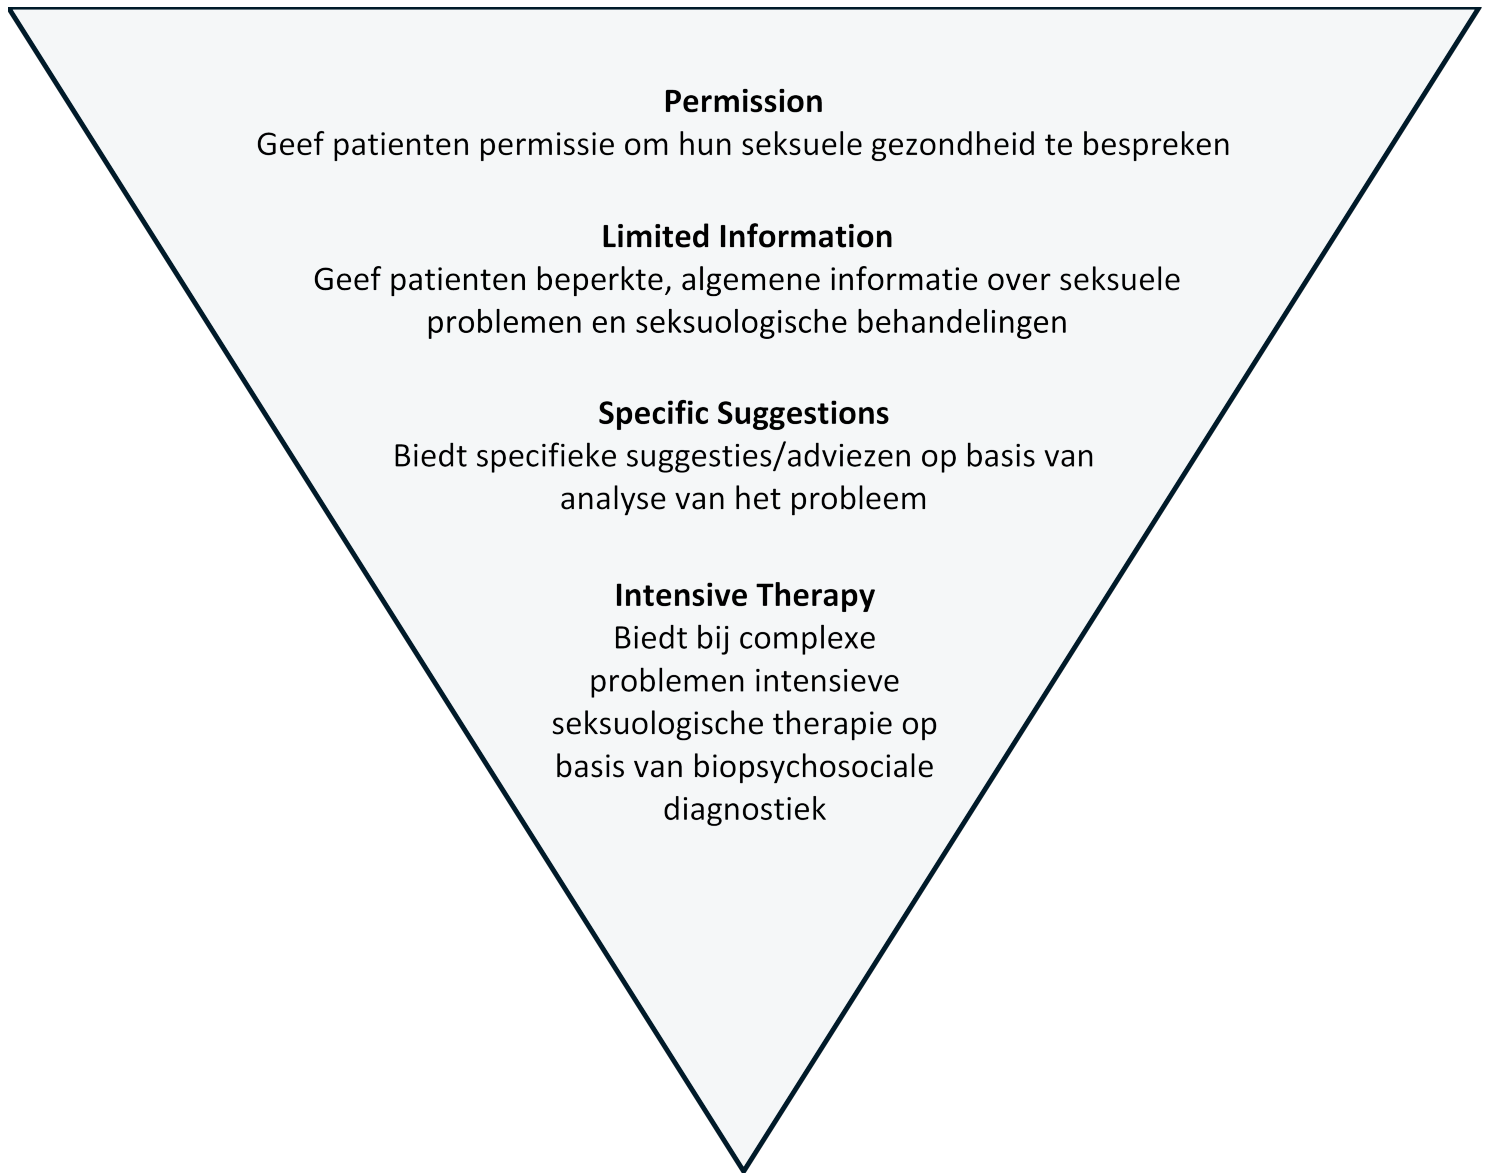 Permission
Geef patienten permissie om hun seksuele gezondheid te bespreken
Limited Information
Geef patienten beperkte, algemene informatie over seksuele
problemen en seksuologische behandelingen
Specific Suggestions
Biedt specifieke suggesties/adviezen op basis van
analyse van het probleem
Intensive Therapy
Biedt bij complexe
problemen intensieve
seksuologische therapie op
basis van biopsychosociale
diagnostiek